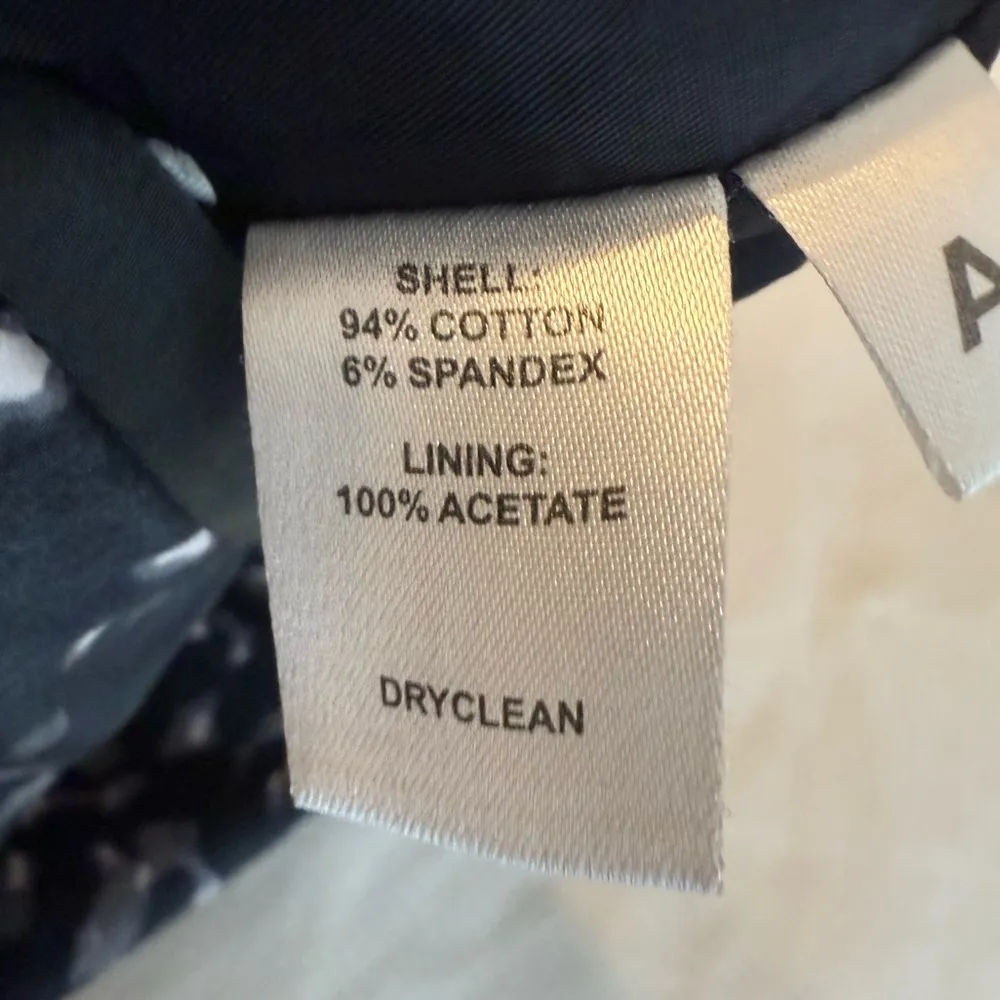 SHELL:
94% COTTON
6% SPANDEX
LINING:
100% ACETATE
DRYCLEAN
A